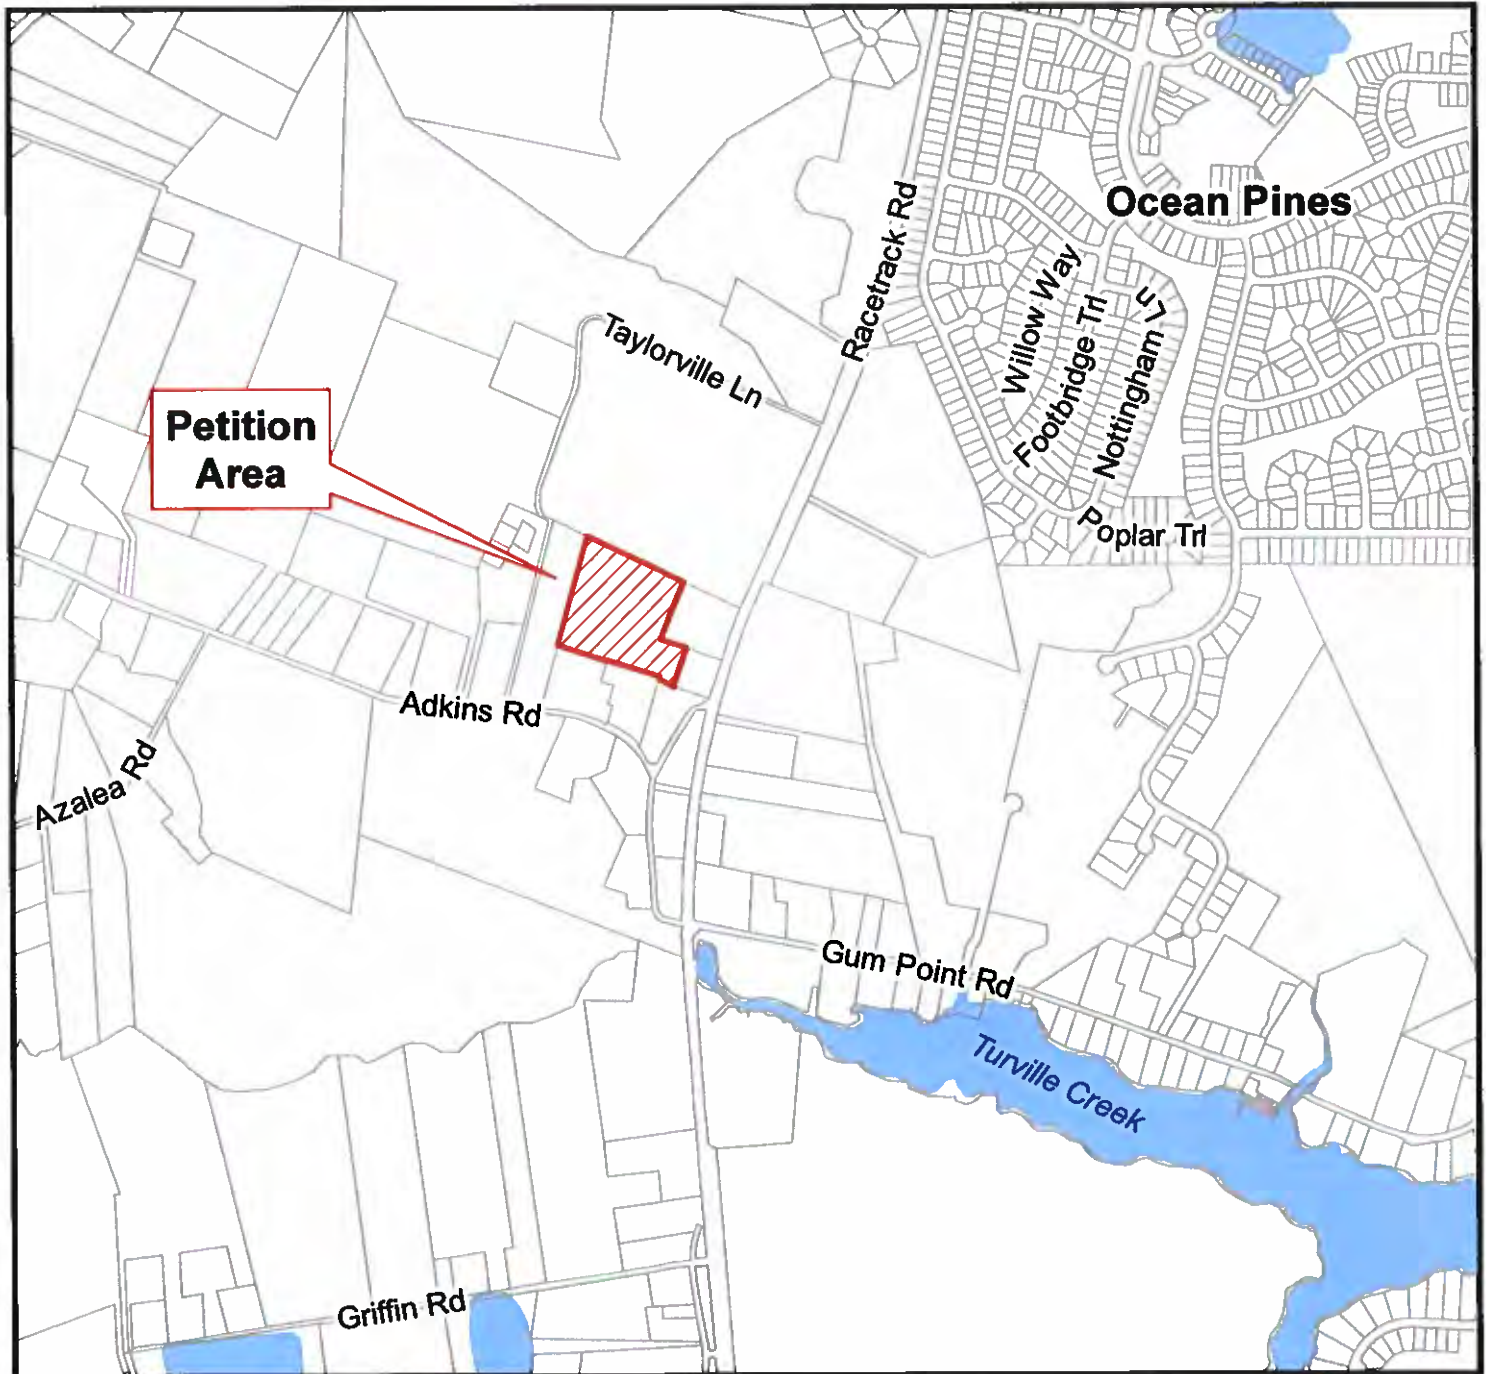 Ocean Pines
Racetrack Rd
Willow Way
Footbridge Trl
Nottingham Ln
Taylorville Ln
Petition
Area
Poplar Trl
Adkins Rd
Azalea Rd
Gum Point Rd
Turville Creek
Griffin Rd